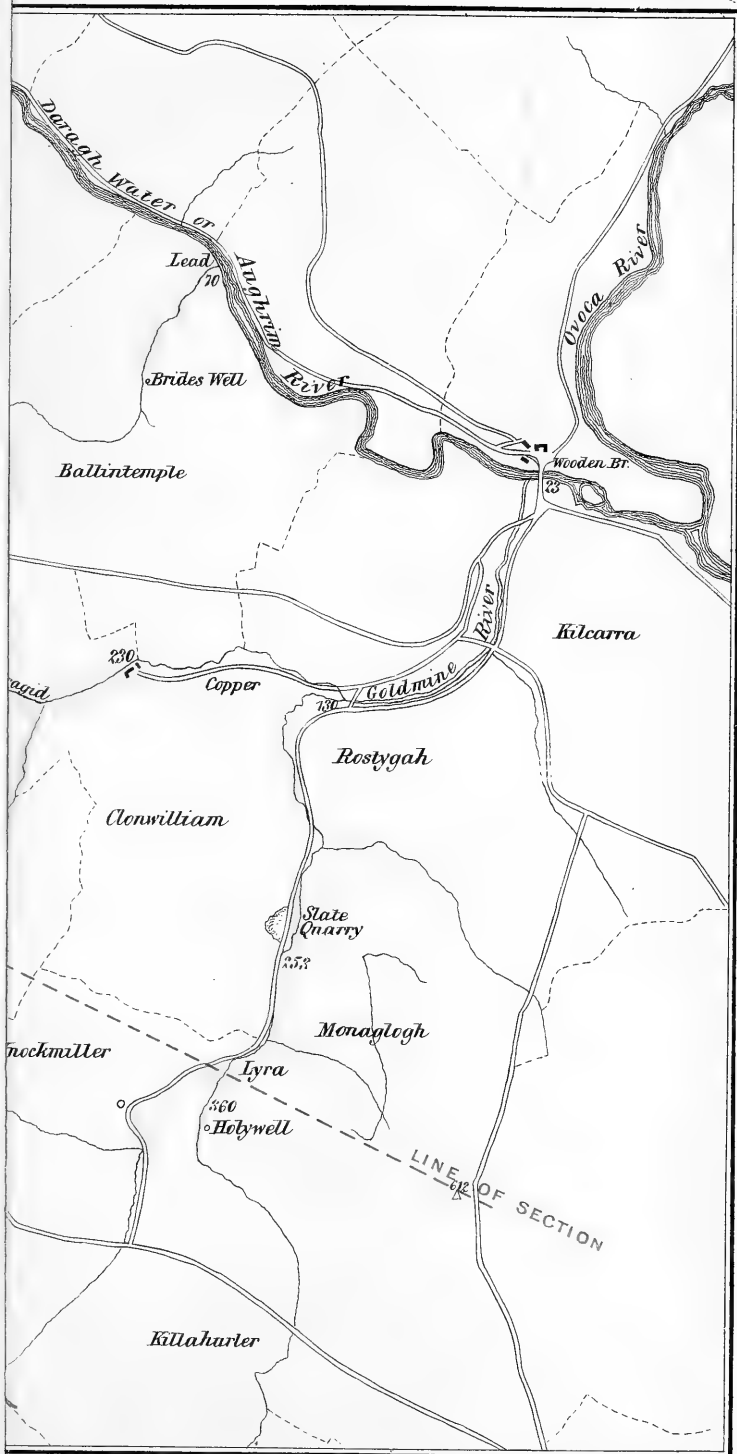 Daragh Water or Aughrim River
Ovoca River
Lead
70
Brides Well
Ballintemple
Wooden Br.
23
Kilcarra
230
Copper
Goldmine River
130
Rostygah
Clonwilliam
Slate
Quarry
252
Monaglogh
nockmiller
Lyra
360
Holywell
LINE OF SECTION
612
Killahurler